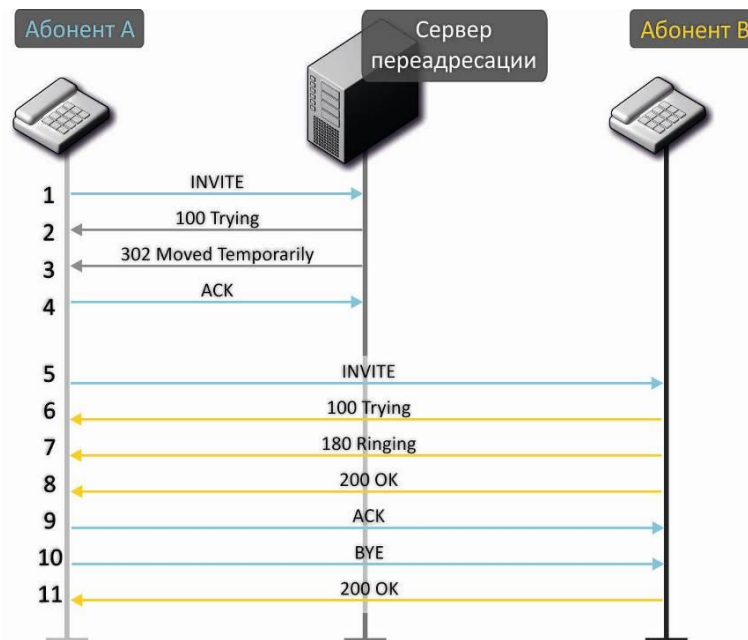 Абонент А
Сервер
переадресации
Абонент В
1 INVITE
2 100 Trying
3 302 Moved Temporarily
4 ACK
5 INVITE
6 100 Trying
7 180 Ringing
8 200 OK
9 ACK
10 BYE
11 200 OK